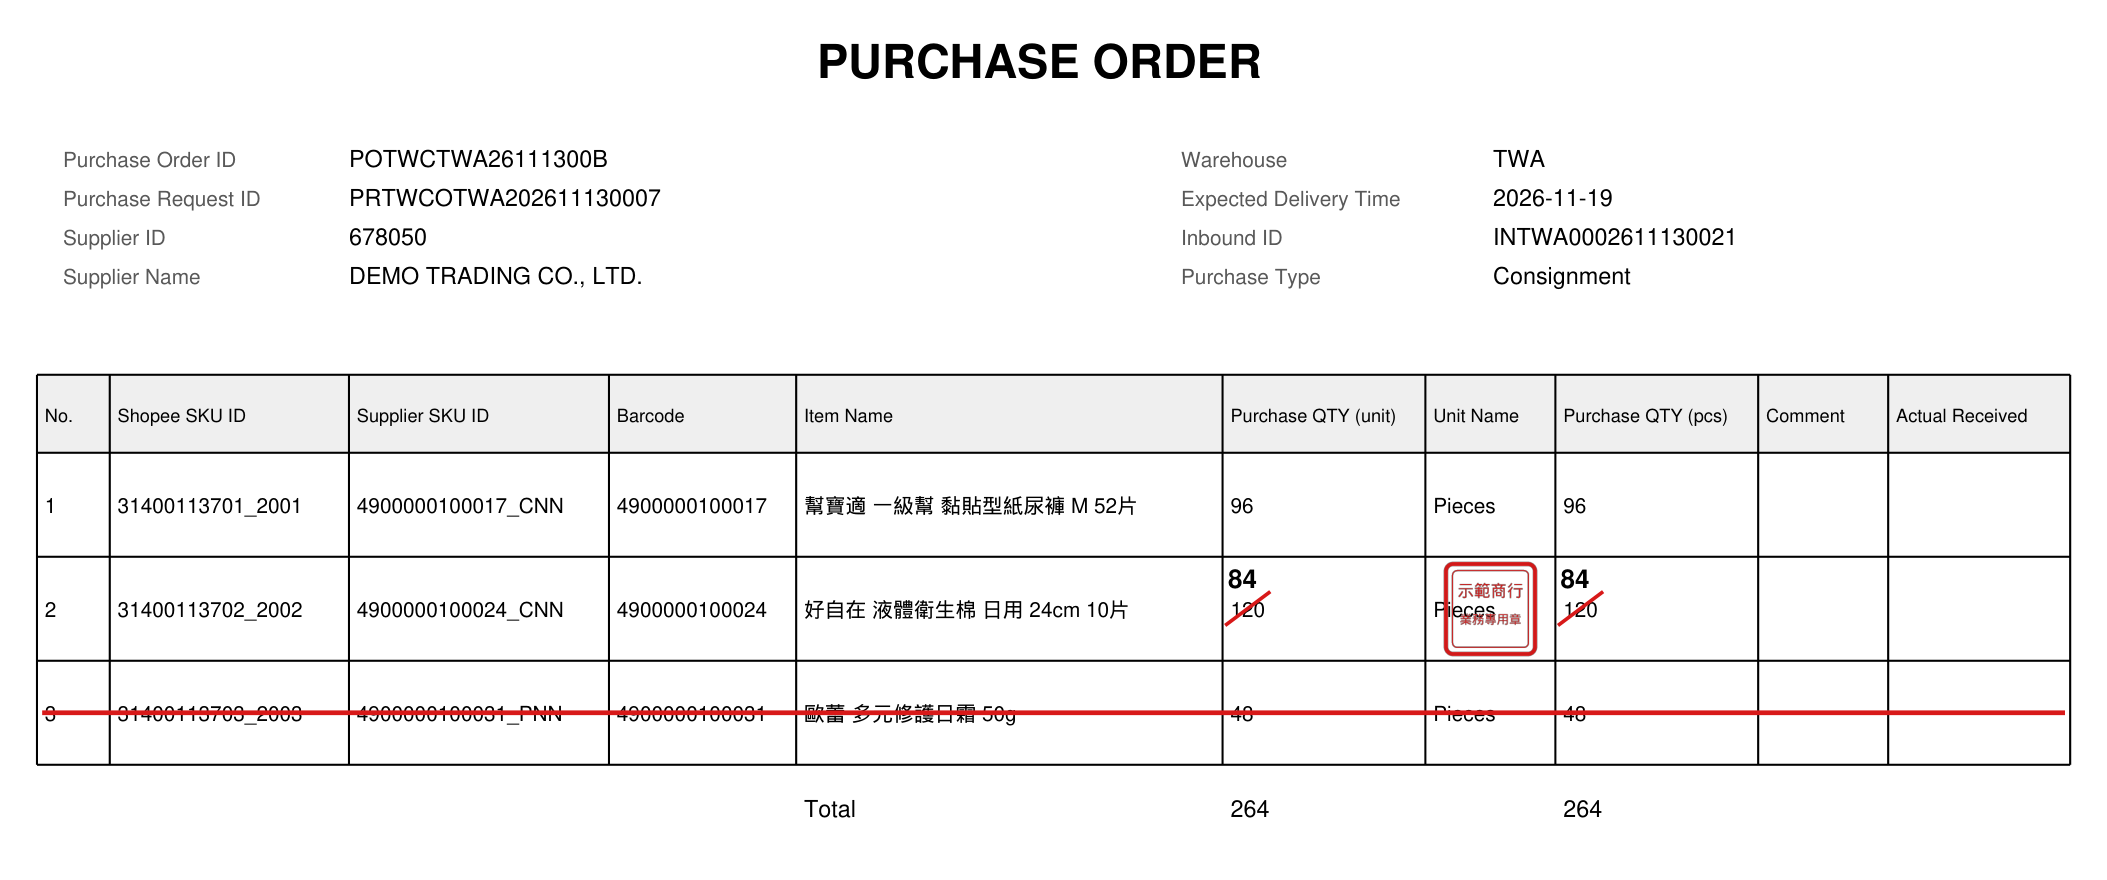 PURCHASE ORDER
Purchase Order ID POTWCTWA26111300B Warehouse TWA
Purchase Request ID PRTWCOTWA202611130007 Expected Delivery Time 2026-11-19
Supplier ID 678050 Inbound ID INTWA0002611130021
Supplier Name DEMO TRADING CO., LTD. Purchase Type Consignment
No. Shopee SKU ID Supplier SKU ID Barcode Item Name Purchase QTY (unit) Unit Name Purchase QTY (pcs) Comment Actual Received
1 31400113701_2001 4900000100017_CNN 4900000100017 幫寶適 一級幫 黏貼型紙尿褲 M 52片 96 Pieces 96
84 84
2 31400113702_2002 4900000100024_CNN 4900000100024 好自在 液體衛生棉 日用 24cm 10片 120 Pieces 120
示範商行
業務專用章
3 31400113703_2003 4900000100031_PNN 4900000100031 歐蕾 多元修護日霜 50g 48 Pieces 48
Total 264 264